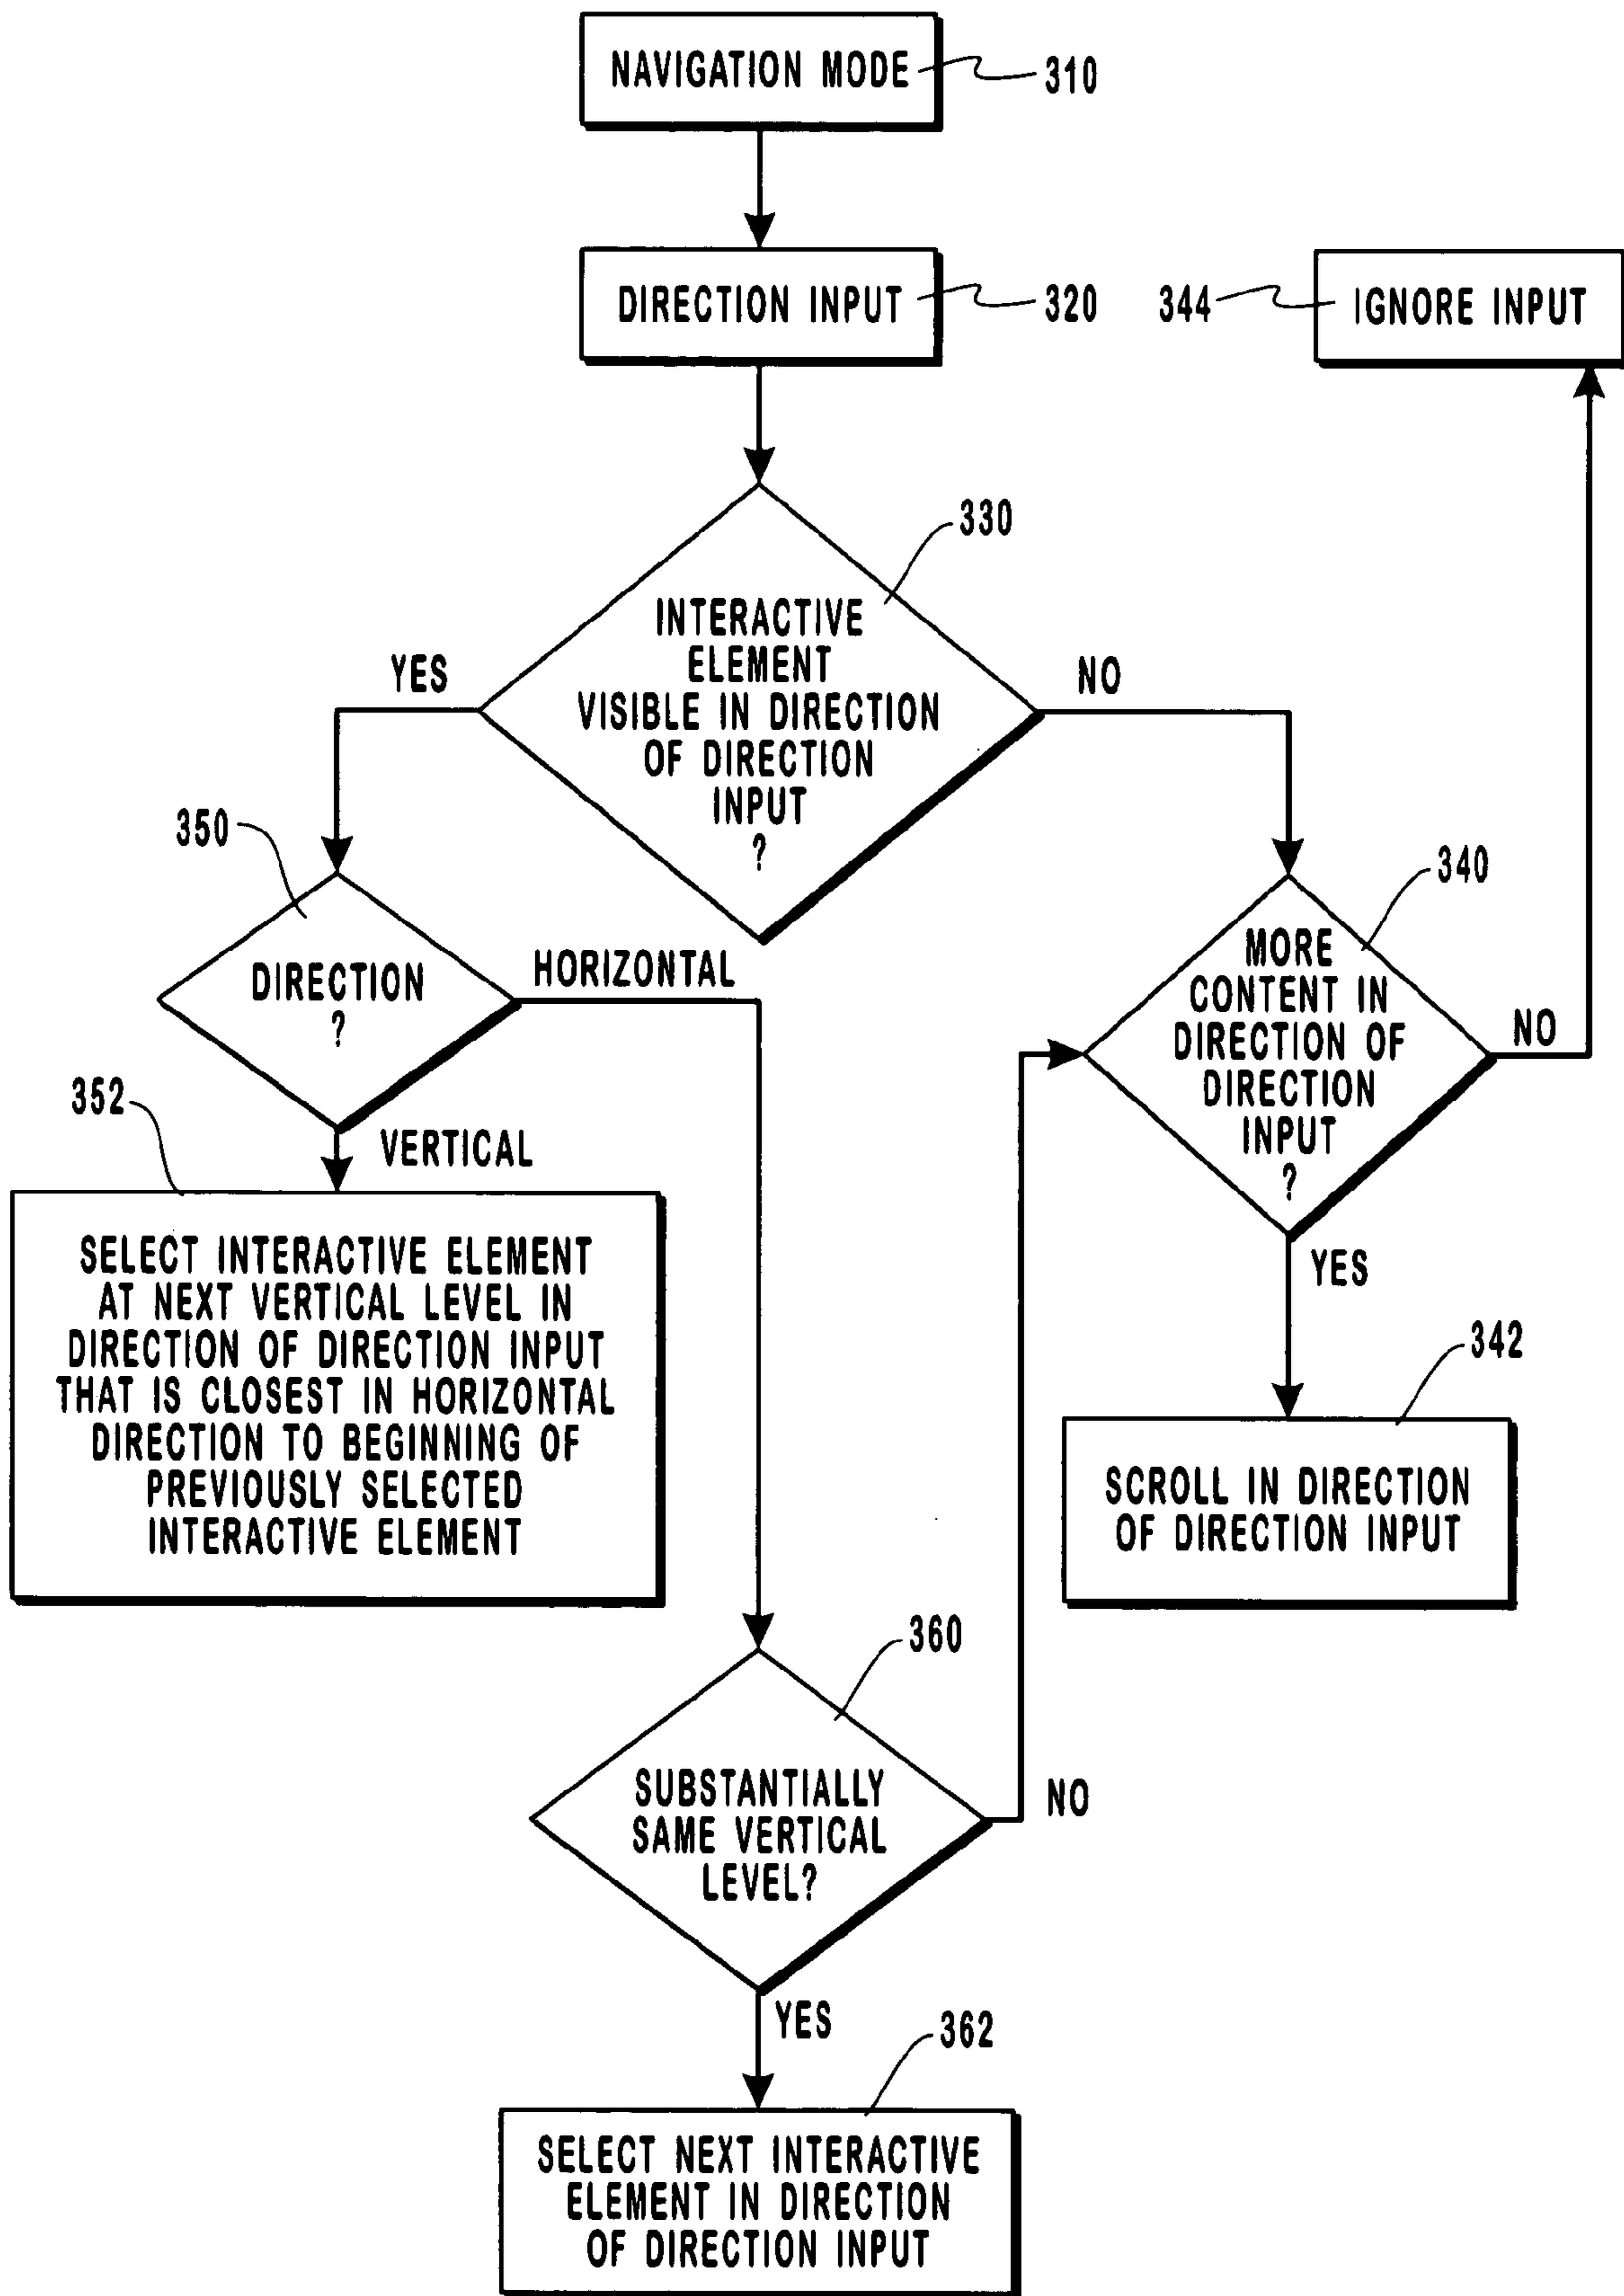 NAVIGATION MODE
310
DIRECTION INPUT
320
344
IGNORE INPUT
330
INTERACTIVE
ELEMENT
VISIBLE IN DIRECTION
OF DIRECTION
INPUT
?
YES
NO
350
DIRECTION
?
HORIZONTAL
VERTICAL
340
MORE
CONTENT IN
DIRECTION OF
DIRECTION
INPUT
?
NO
YES
352
SELECT INTERACTIVE ELEMENT
AT NEXT VERTICAL LEVEL IN
DIRECTION OF DIRECTION INPUT
THAT IS CLOSEST IN HORIZONTAL
DIRECTION TO BEGINNING OF
PREVIOUSLY SELECTED
INTERACTIVE ELEMENT
342
SCROLL IN DIRECTION
OF DIRECTION INPUT
360
SUBSTANTIALLY
SAME VERTICAL
LEVEL?
NO
YES
362
SELECT NEXT INTERACTIVE
ELEMENT IN DIRECTION
OF DIRECTION INPUT